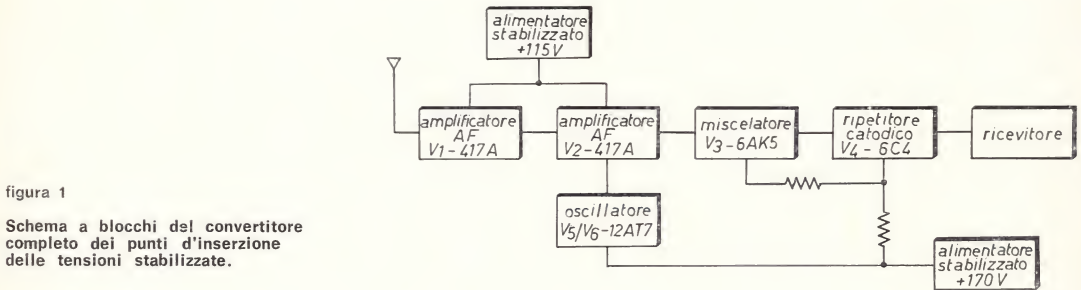 alimentatore
stabilizzato
+115V
amplificatore
AF
V1-417A
amplificatore
AF
V2-417A
miscelatore
V3-6AK5
ripetitore
catodico
V4-6C4
ricevitore
oscillatore
V5/V6-12AT7
alimentatore
stabilizzato
+170V
figura 1
Schema a blocchi del convertitore
completo dei punti d'inserzione
delle tensioni stabilizzate.